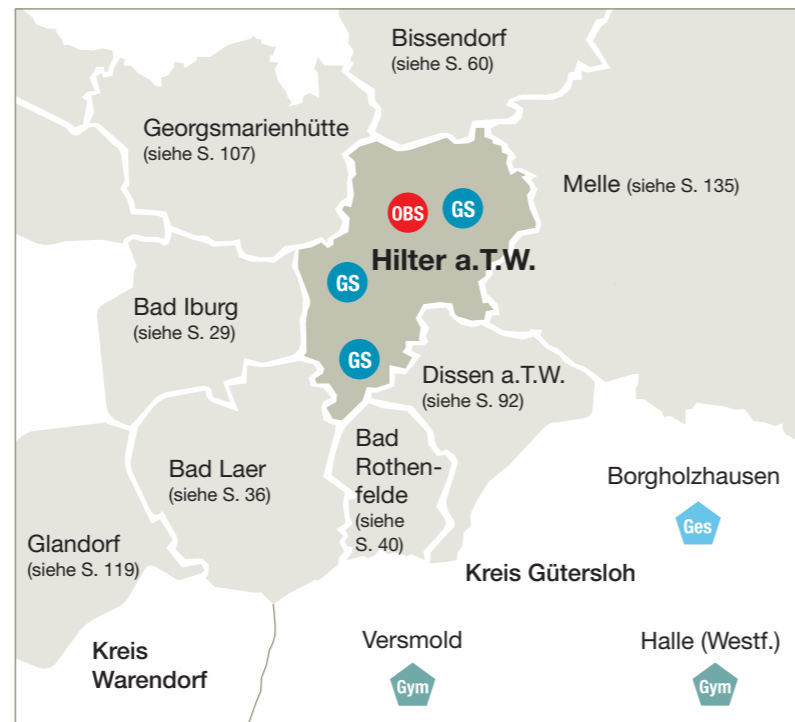 Bissendorf
(siehe S. 60)
Georgsmarienhütte
(siehe S. 107)
Melle (siehe S. 135)
OBS
GS
Hilter a.T.W.
GS
Bad Iburg
(siehe S. 29)
GS
Dissen a.T.W.
(siehe S. 92)
Bad Laer
(siehe S. 36)
Bad
Rothen-
felde
(siehe
S. 40)
Borgholzhausen
Ges
Glandorf
(siehe S. 119)
Kreis Gütersloh
Kreis
Warendorf
Versmold
Gym
Halle (Westf.)
Gym